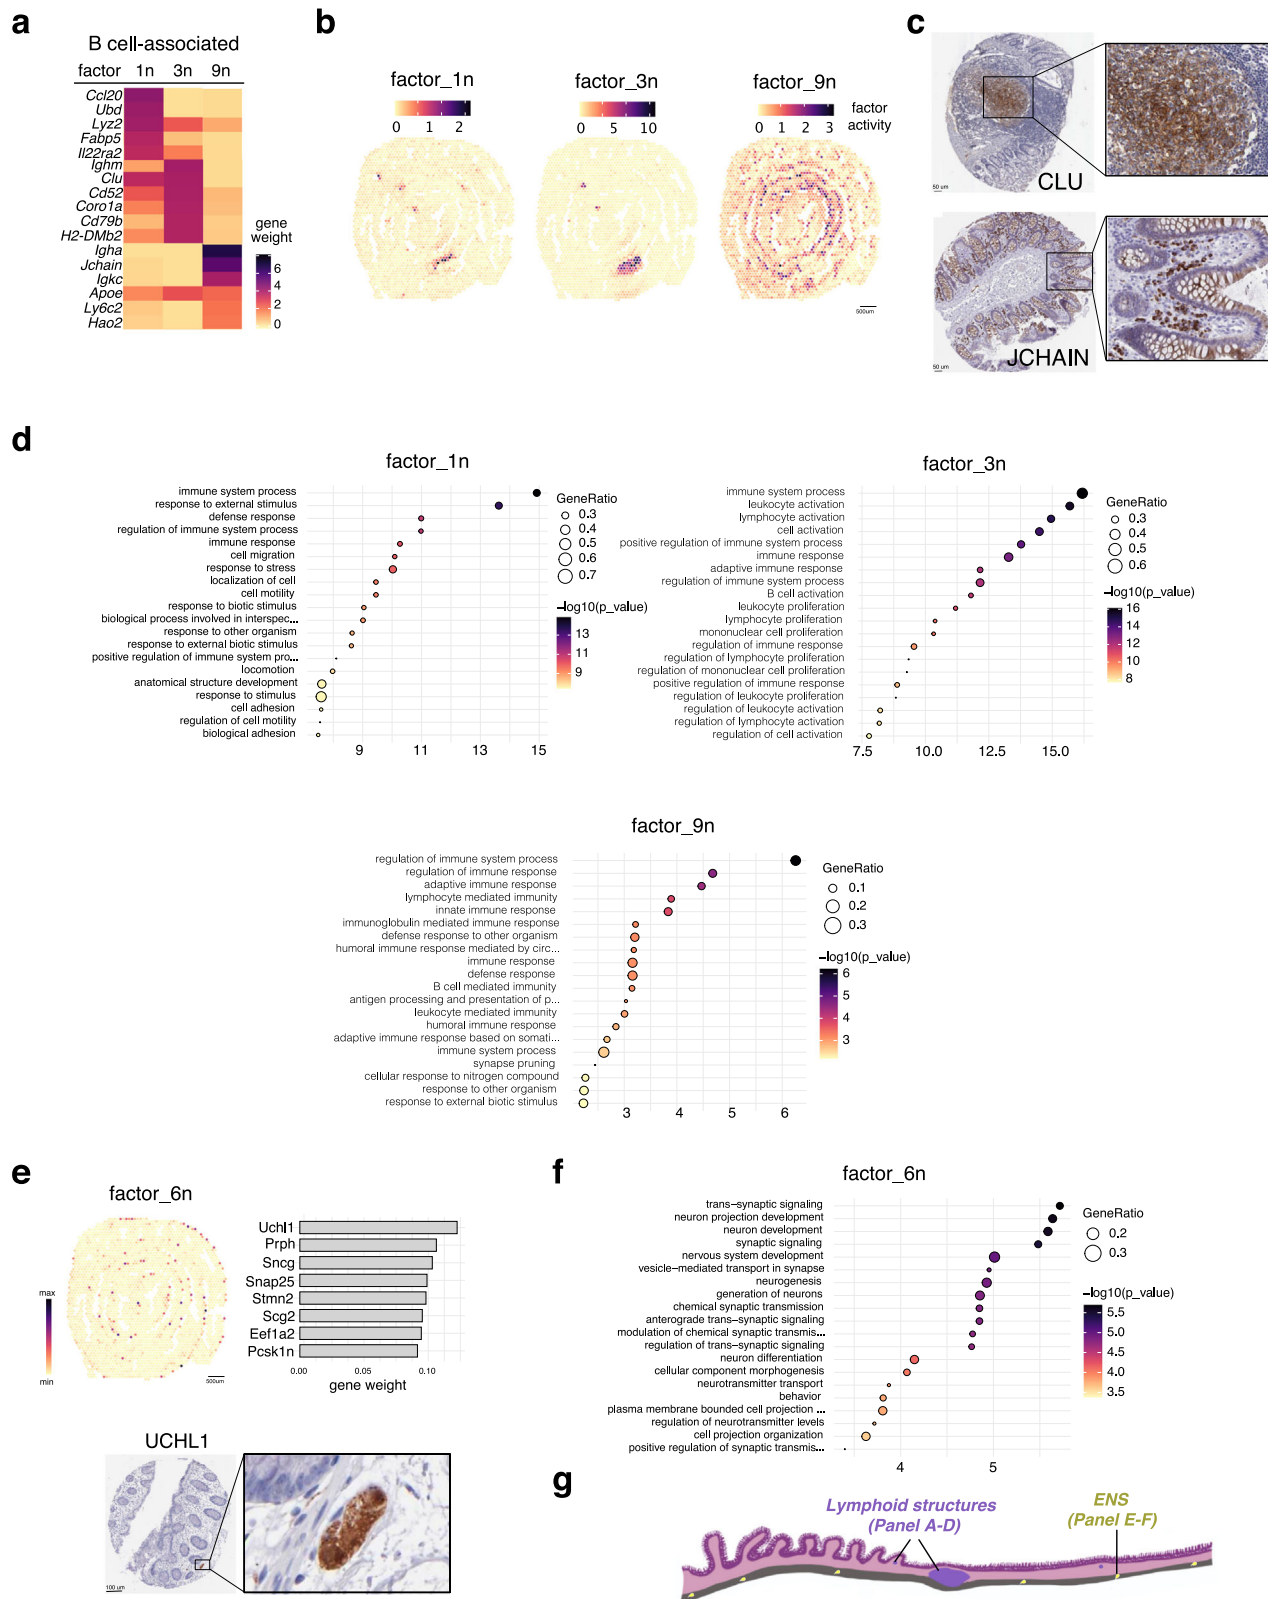 a
B cell-associated
factor 1n 3n 9n
Ccl20
Ubd
Lyz2
Fabp5
Il22ra2
Ighm
Clu
Cd52
Coro1a
Cd79b
H2-DMb2
Igha
Jchain
Igkc
Apoe
Ly6c2
Hao2
gene
weight
6
4
2
0
b
factor_1n
0 1 2
factor_3n
0 5 10
factor_9n
0 1 2 3
factor
activity
500um
c
CLU
50 um
JCHAIN
50 um
d
factor_1n
immune system process
response to external stimulus
defense response
regulation of immune system process
immune response
cell migration
response to stress
localization of cell
cell motility
response to biotic stimulus
biological process involved in interspec...
response to other organism
response to external biotic stimulus
positive regulation of immune system pro...
locomotion
anatomical structure development
response to stimulus
cell adhesion
regulation of cell motility
biological adhesion
9 11 13 15
GeneRatio
0.3
0.4
0.5
0.6
0.7
−log10(p_value)
13
11
9
factor_3n
immune system process
leukocyte activation
lymphocyte activation
cell activation
positive regulation of immune system process
immune response
adaptive immune response
regulation of immune system process
B cell activation
leukocyte proliferation
lymphocyte proliferation
mononuclear cell proliferation
regulation of immune response
regulation of lymphocyte proliferation
regulation of mononuclear cell proliferation
positive regulation of immune response
regulation of leukocyte proliferation
regulation of leukocyte activation
regulation of lymphocyte activation
regulation of cell activation
7.5 10.0 12.5 15.0
GeneRatio
0.3
0.4
0.5
0.6
−log10(p_value)
16
14
12
10
8
factor_9n
regulation of immune system process
regulation of immune response
adaptive immune response
lymphocyte mediated immunity
innate immune response
immunoglobulin mediated immune response
defense response to other organism
humoral immune response mediated by circ...
immune response
defense response
B cell mediated immunity
antigen processing and presentation of p...
leukocyte mediated immunity
humoral immune response
adaptive immune response based on somati...
immune system process
synapse pruning
cellular response to nitrogen compound
response to other organism
response to external biotic stimulus
3 4 5 6
GeneRatio
0.1
0.2
0.3
−log10(p_value)
6
5
4
3
e
factor_6n
max
min
500um
Uchl1
Prph
Sncg
Snap25
Stmn2
Scg2
Eef1a2
Pcsk1n
0.00 0.05 0.10
gene weight
UCHL1
100 um
f
factor_6n
trans−synaptic signaling
neuron projection development
neuron development
synaptic signaling
nervous system development
vesicle−mediated transport in synapse
neurogenesis
generation of neurons
chemical synaptic transmission
anterograde trans−synaptic signaling
modulation of chemical synaptic transmis...
regulation of trans−synaptic signaling
neuron differentiation
cellular component morphogenesis
neurotransmitter transport
behavior
plasma membrane bounded cell projection ...
regulation of neurotransmitter levels
cell projection organization
positive regulation of synaptic transmis...
4 5
GeneRatio
0.2
0.3
−log10(p_value)
5.5
5.0
4.5
4.0
3.5
g
Lymphoid structures
(Panel A-D)
ENS
(Panel E-F)